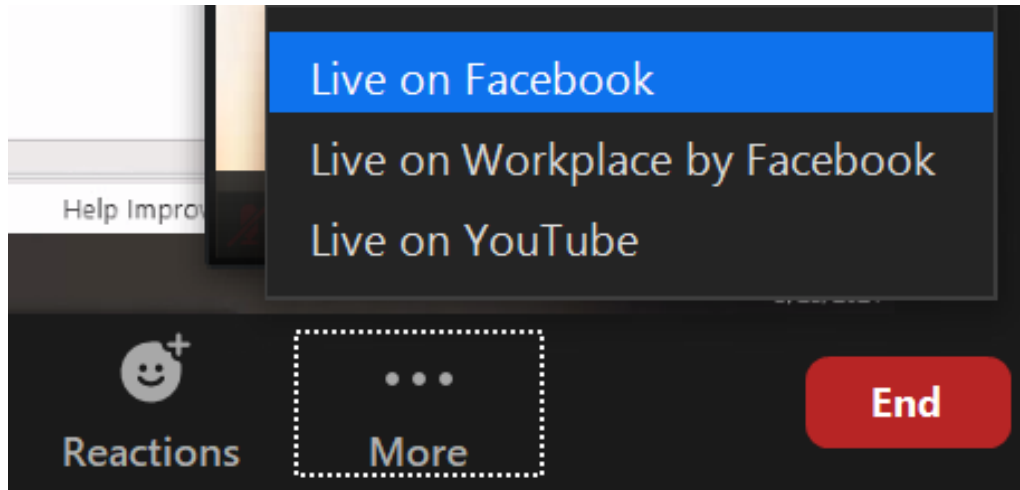 Live on Facebook
Live on Workplace by Facebook
Live on YouTube
Help Improv
Reactions
More
End